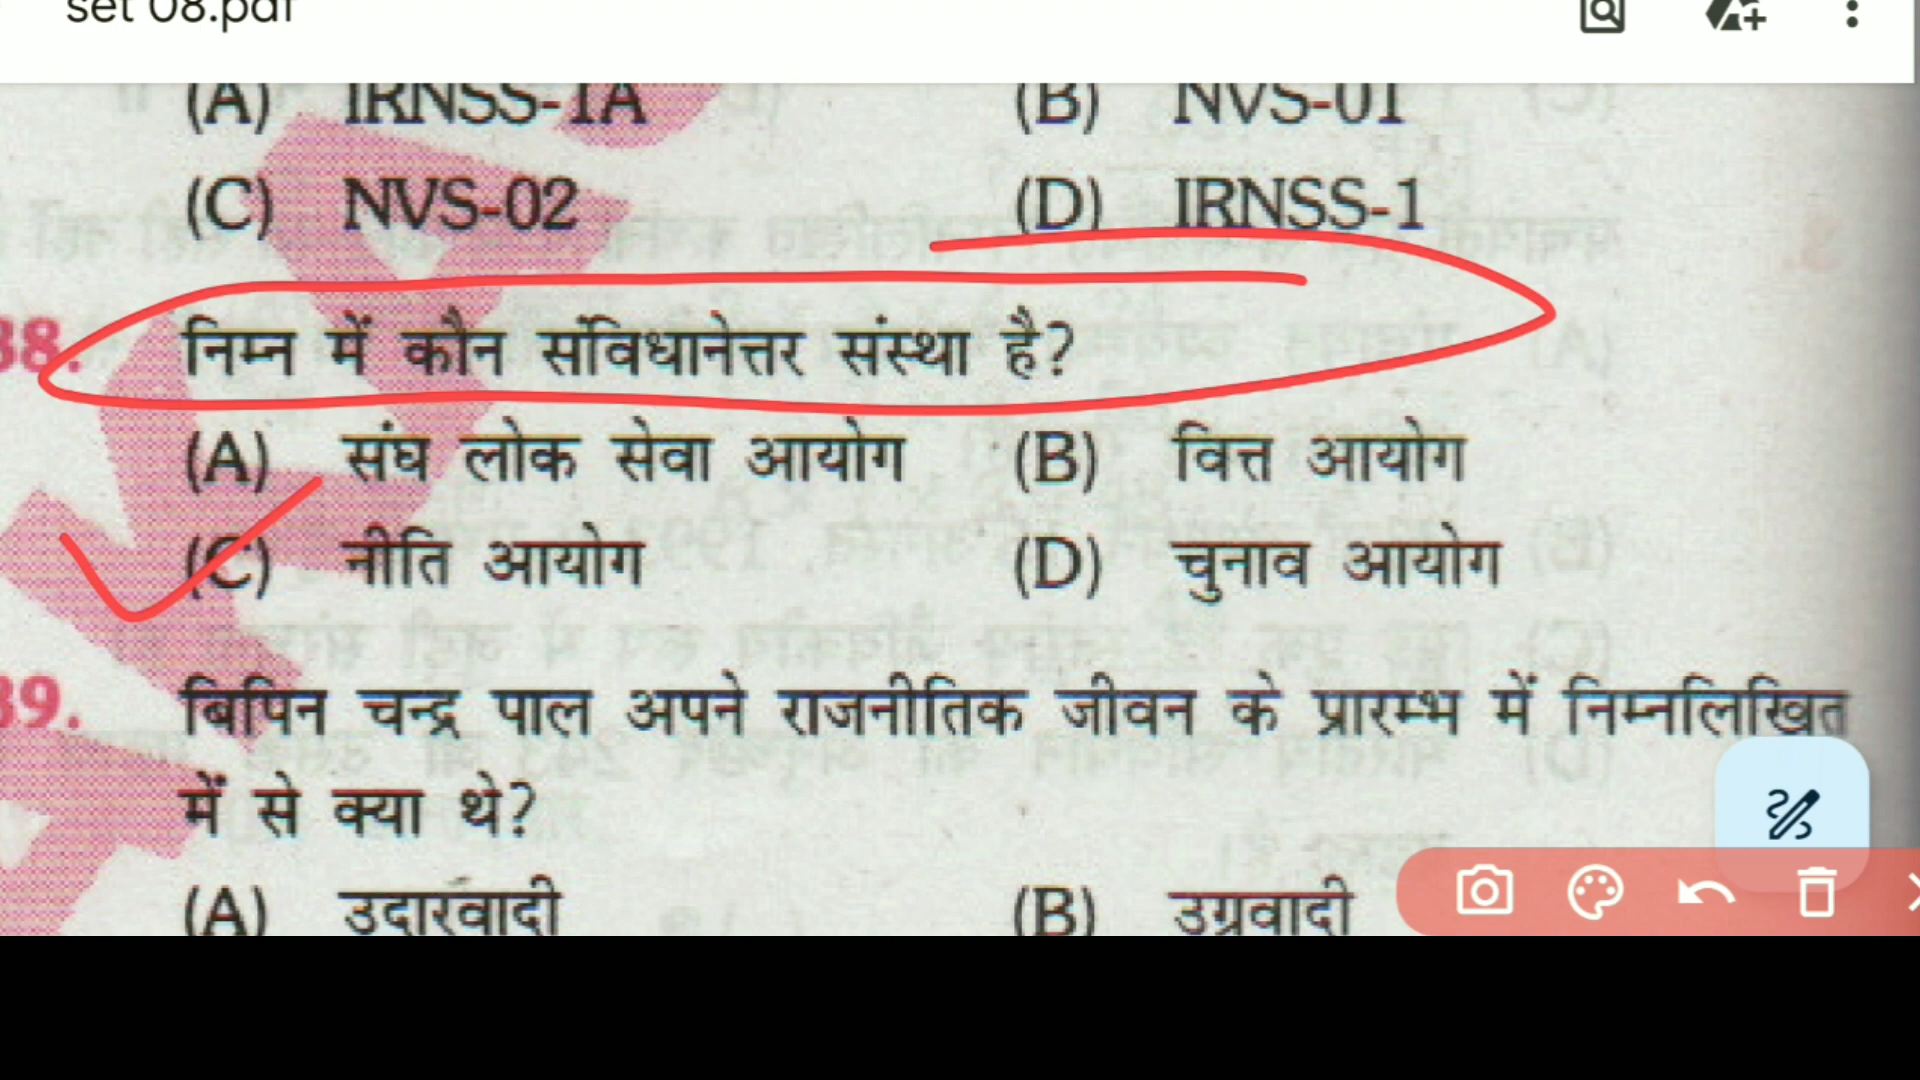 set 08.pdf
(A) IRNSS-1A (B) NVS-01
(C) NVS-02 (D) IRNSS-1
38. निम्न में कौन संविधानेत्तर संस्था है?
(A) संघ लोक सेवा आयोग (B) वित्त आयोग
(C) नीति आयोग (D) चुनाव आयोग
39. बिपिन चन्द्र पाल अपने राजनीतिक जीवन के प्रारम्भ में निम्नलिखित
में से क्या थे?
(A) उदारवादी (B) उग्रवादी